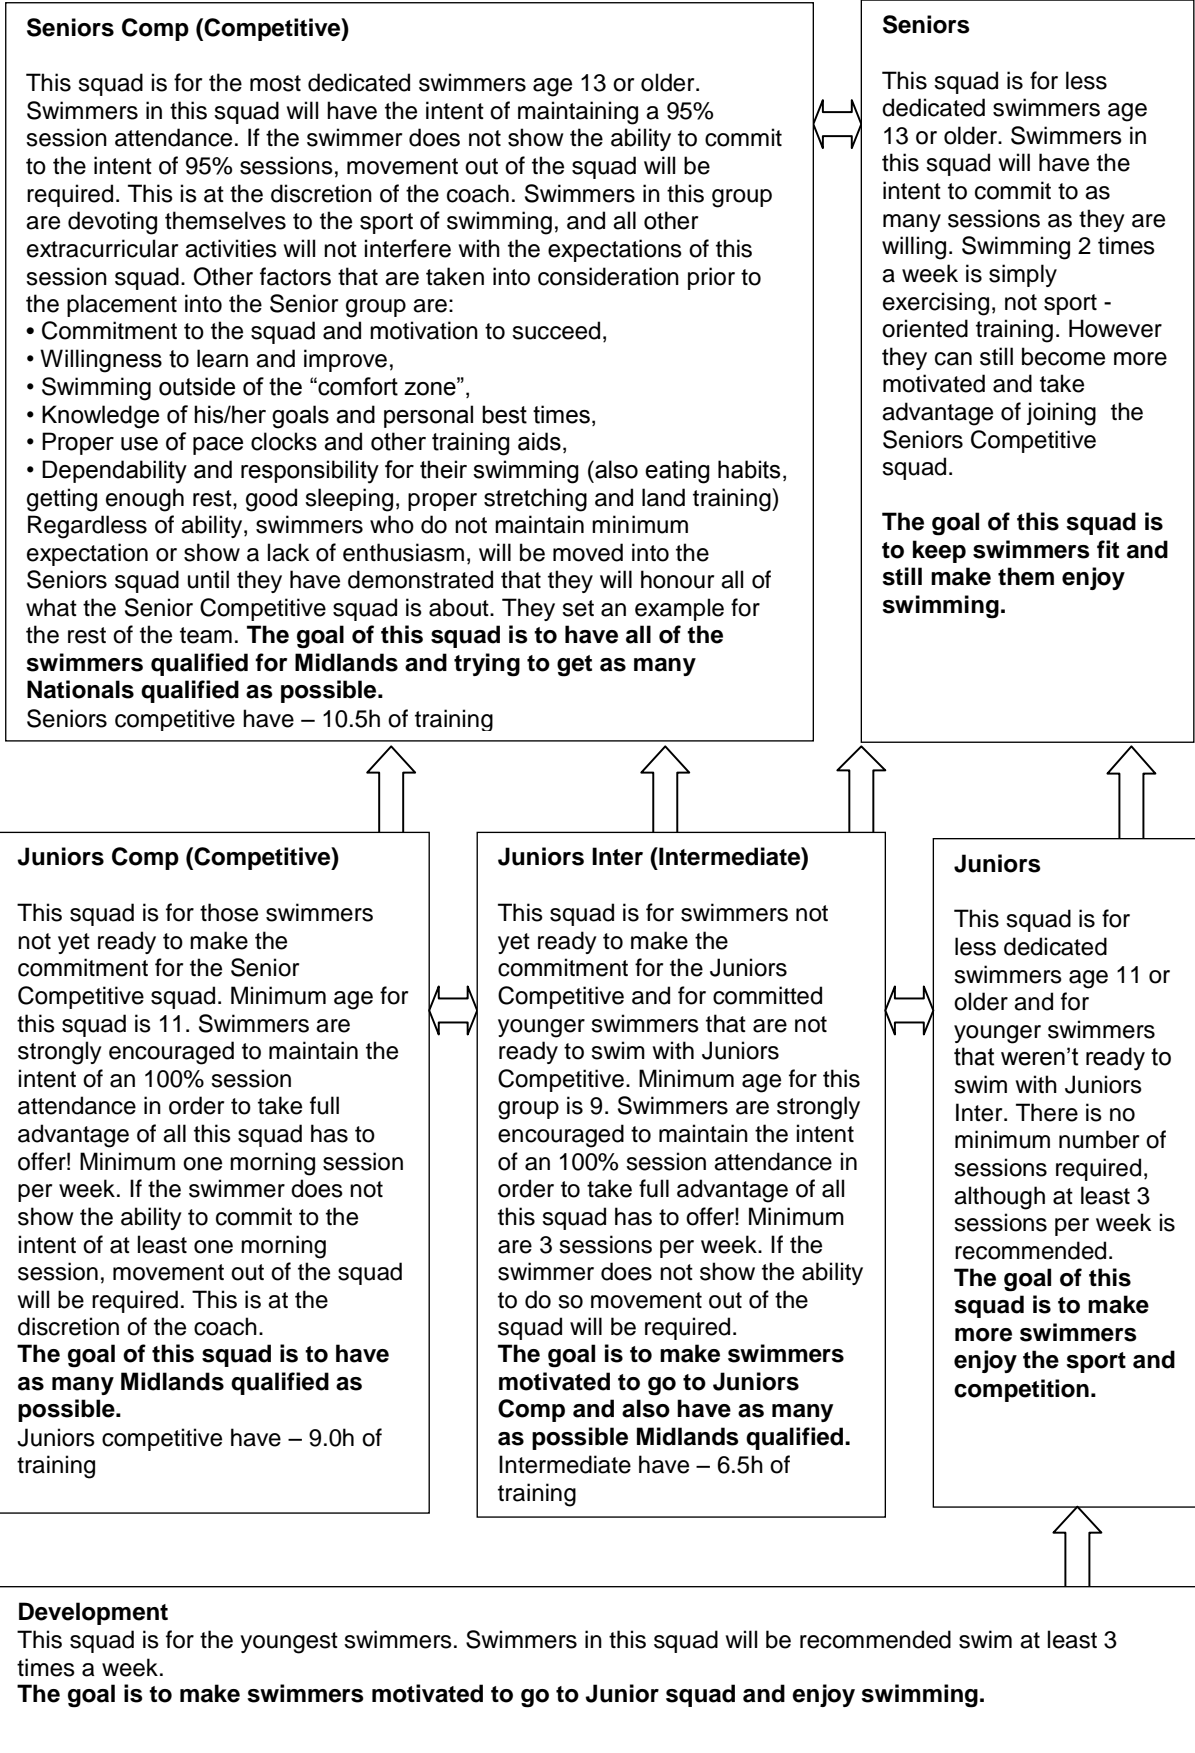 Seniors Comp (Competitive)
This squad is for the most dedicated swimmers age 13 or older.
Swimmers in this squad will have the intent of maintaining a 95%
session attendance. If the swimmer does not show the ability to commit
to the intent of 95% sessions, movement out of the squad will be
required. This is at the discretion of the coach. Swimmers in this group
are devoting themselves to the sport of swimming, and all other
extracurricular activities will not interfere with the expectations of this
session squad. Other factors that are taken into consideration prior to
the placement into the Senior group are:
• Commitment to the squad and motivation to succeed,
• Willingness to learn and improve,
• Swimming outside of the “comfort zone”,
• Knowledge of his/her goals and personal best times,
• Proper use of pace clocks and other training aids,
• Dependability and responsibility for their swimming (also eating habits,
getting enough rest, good sleeping, proper stretching and land training)
Regardless of ability, swimmers who do not maintain minimum
expectation or show a lack of enthusiasm, will be moved into the
Seniors squad until they have demonstrated that they will honour all of
what the Senior Competitive squad is about. They set an example for
the rest of the team. The goal of this squad is to have all of the
swimmers qualified for Midlands and trying to get as many
Nationals qualified as possible.
Seniors competitive have – 10.5h of training
Seniors
This squad is for less
dedicated swimmers age
13 or older. Swimmers in
this squad will have the
intent to commit to as
many sessions as they are
willing. Swimming 2 times
a week is simply
exercising, not sport -
oriented training. However
they can still become more
motivated and take
advantage of joining the
Seniors Competitive
squad.
The goal of this squad is
to keep swimmers fit and
still make them enjoy
swimming.
Juniors Comp (Competitive)
This squad is for those swimmers
not yet ready to make the
commitment for the Senior
Competitive squad. Minimum age for
this squad is 11. Swimmers are
strongly encouraged to maintain the
intent of an 100% session
attendance in order to take full
advantage of all this squad has to
offer! Minimum one morning session
per week. If the swimmer does not
show the ability to commit to the
intent of at least one morning
session, movement out of the squad
will be required. This is at the
discretion of the coach.
The goal of this squad is to have
as many Midlands qualified as
possible.
Juniors competitive have – 9.0h of
training
Juniors Inter (Intermediate)
This squad is for swimmers not
yet ready to make the
commitment for the Juniors
Competitive and for committed
younger swimmers that are not
ready to swim with Juniors
Competitive. Minimum age for this
group is 9. Swimmers are strongly
encouraged to maintain the intent
of an 100% session attendance in
order to take full advantage of all
this squad has to offer! Minimum
are 3 sessions per week. If the
swimmer does not show the ability
to do so movement out of the
squad will be required.
The goal is to make swimmers
motivated to go to Juniors
Comp and also have as many
as possible Midlands qualified.
Intermediate have – 6.5h of
training
Juniors
This squad is for
less dedicated
swimmers age 11 or
older and for
younger swimmers
that weren't ready to
swim with Juniors
Inter. There is no
minimum number of
sessions required,
although at least 3
sessions per week is
recommended.
The goal of this
squad is to make
more swimmers
enjoy the sport and
competition.
Development
This squad is for the youngest swimmers. Swimmers in this squad will be recommended swim at least 3
times a week.
The goal is to make swimmers motivated to go to Junior squad and enjoy swimming.